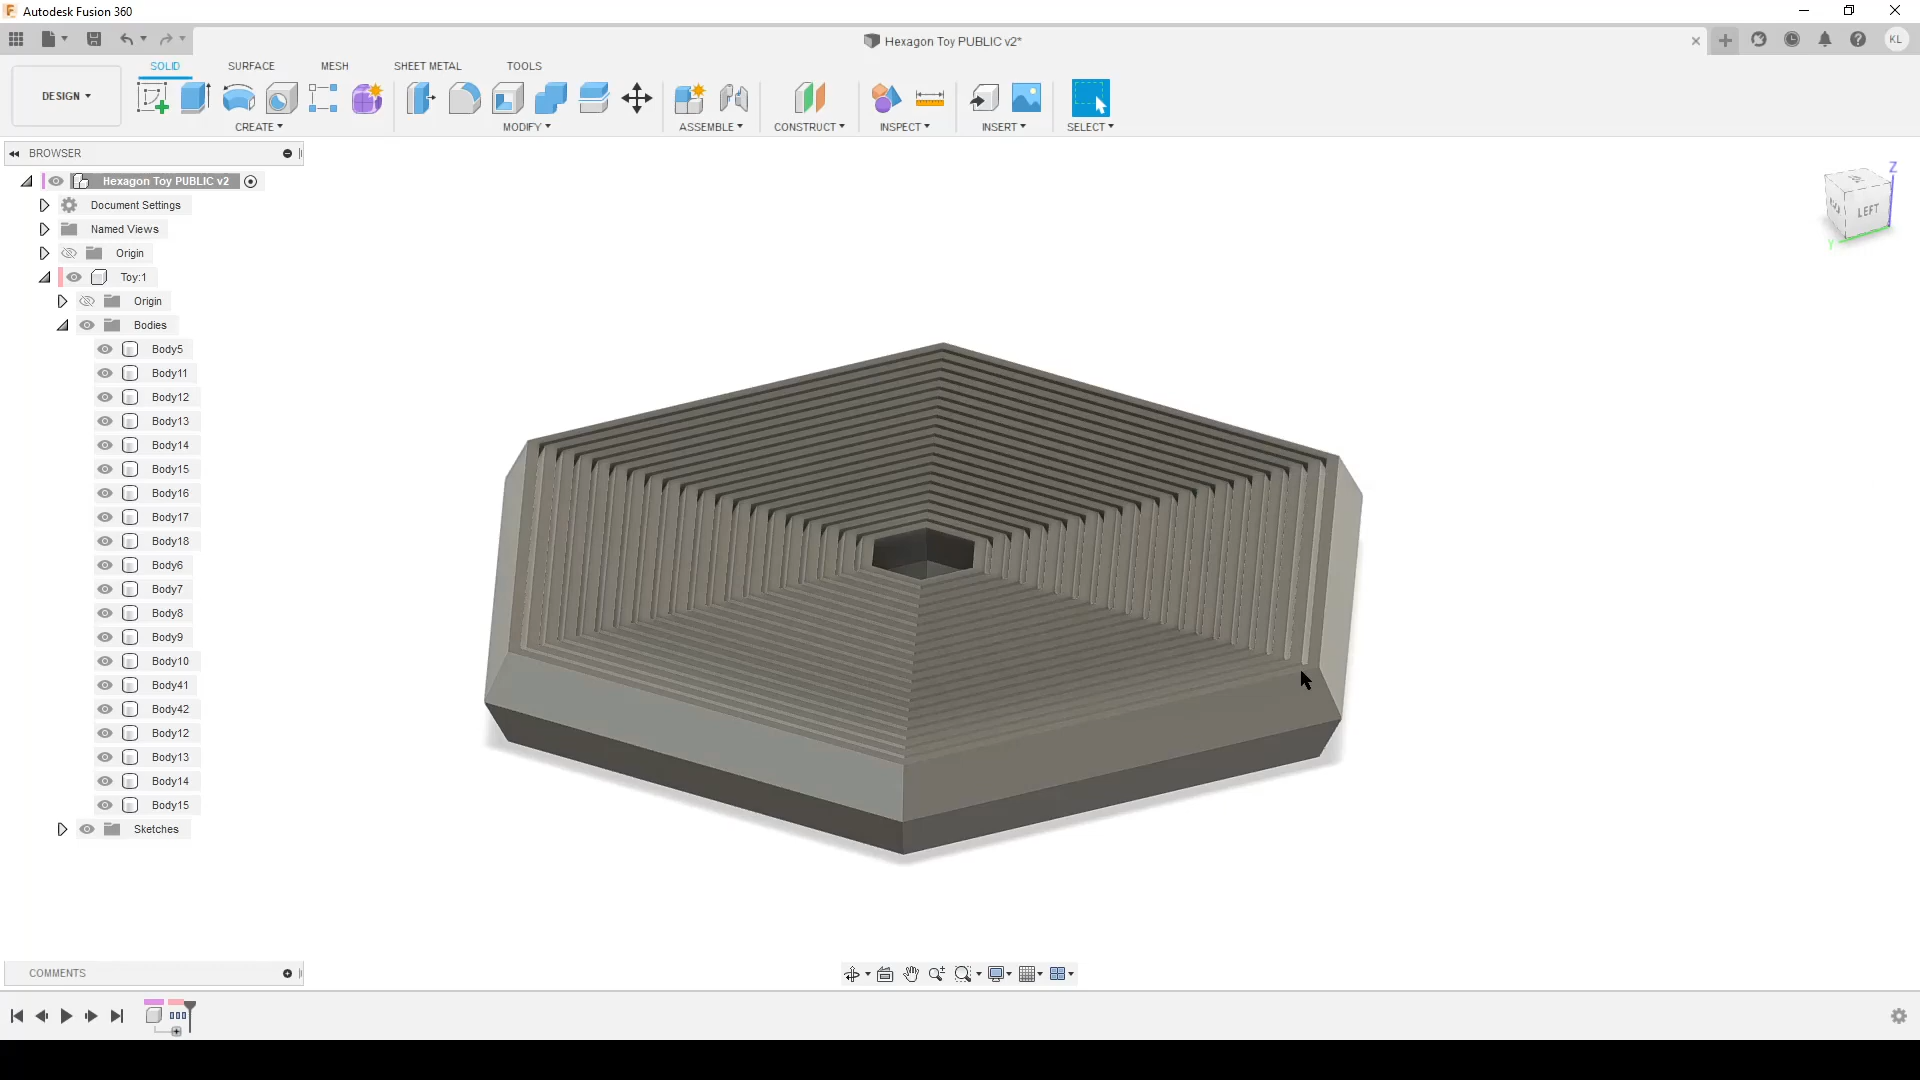 Autodesk Fusion 360
Hexagon Toy PUBLIC v2*
KL
DESIGN
SOLID
SURFACE
MESH
SHEET METAL
TOOLS
CREATE
MODIFY
ASSEMBLE
CONSTRUCT
INSPECT
INSERT
SELECT
BROWSER
Hexagon Toy PUBLIC v2
Document Settings
Named Views
Origin
Toy:1
Origin
Bodies
Body5
Body11
Body12
Body13
Body14
Body15
Body16
Body17
Body18
Body6
Body7
Body8
Body9
Body10
Body41
Body42
Body12
Body13
Body14
Body15
Sketches
Z
LEFT
Y
COMMENTS